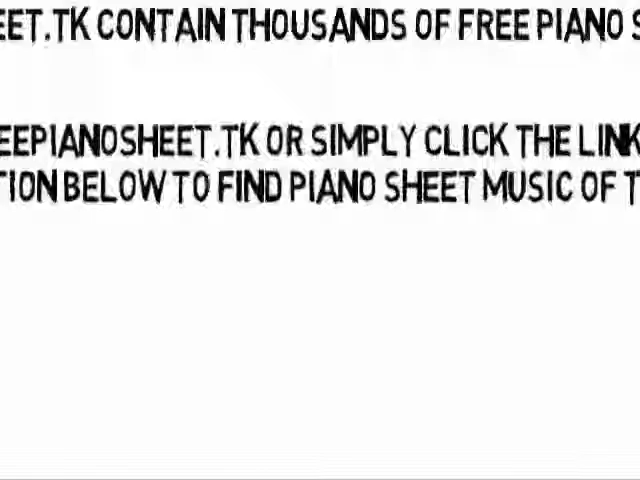 EET.TK CONTAIN THOUSANDS OF FREE PIANO S
EEPIANOSHEET.TK OR SIMPLY CLICK THE LINK
TION BELOW TO FIND PIANO SHEET MUSIC OF T